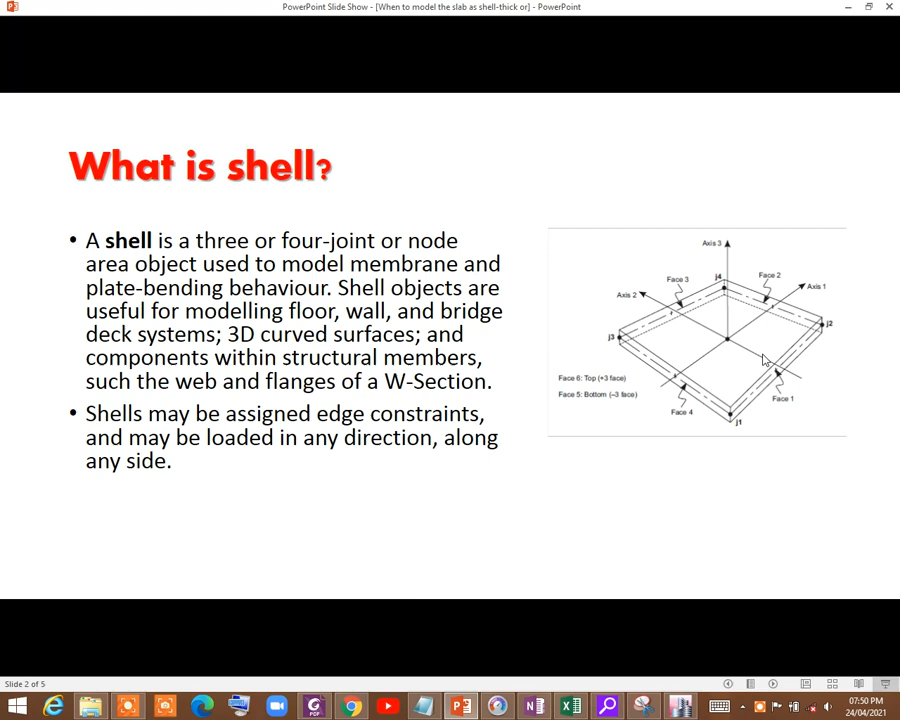 PowerPoint Slide Show - [When to model the slab as shell-thick or] - PowerPoint
What is shell?
• A shell is a three or four-joint or node
area object used to model membrane and
plate-bending behaviour. Shell objects are
useful for modelling floor, wall, and bridge
deck systems; 3D curved surfaces; and
components within structural members,
such the web and flanges of a W-Section.
• Shells may be assigned edge constraints,
and may be loaded in any direction, along
any side.
Axis 3
j4
Face 2
Face 3
Axis 1
Axis 2
j2
j3
Face 6: Top (+3 face)
Face 5: Bottom (–3 face)
Face 1
Face 4
j1
Slide 2 of 5
07:50 PM
24/04/2021